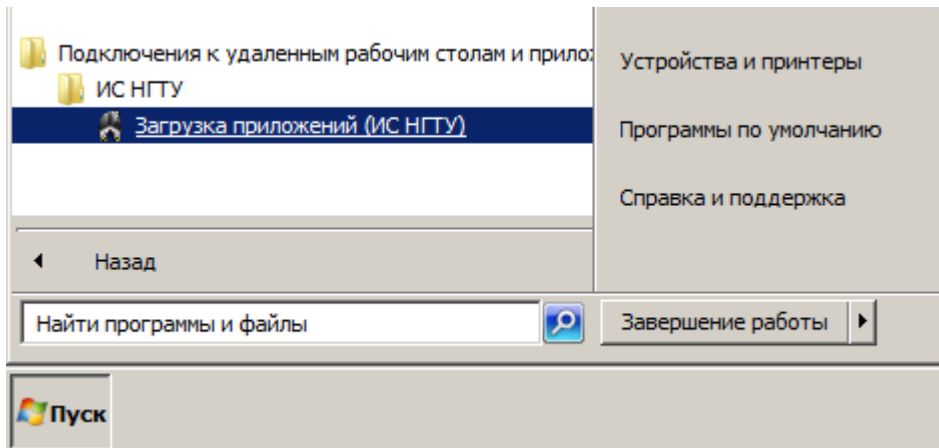 Подключения к удаленным рабочим столам и прило
ИС НГТУ
Загрузка приложений (ИС НГТУ)
Назад
Найти программы и файлы
Устройства и принтеры
Программы по умолчанию
Справка и поддержка
Завершение работы
Пуск